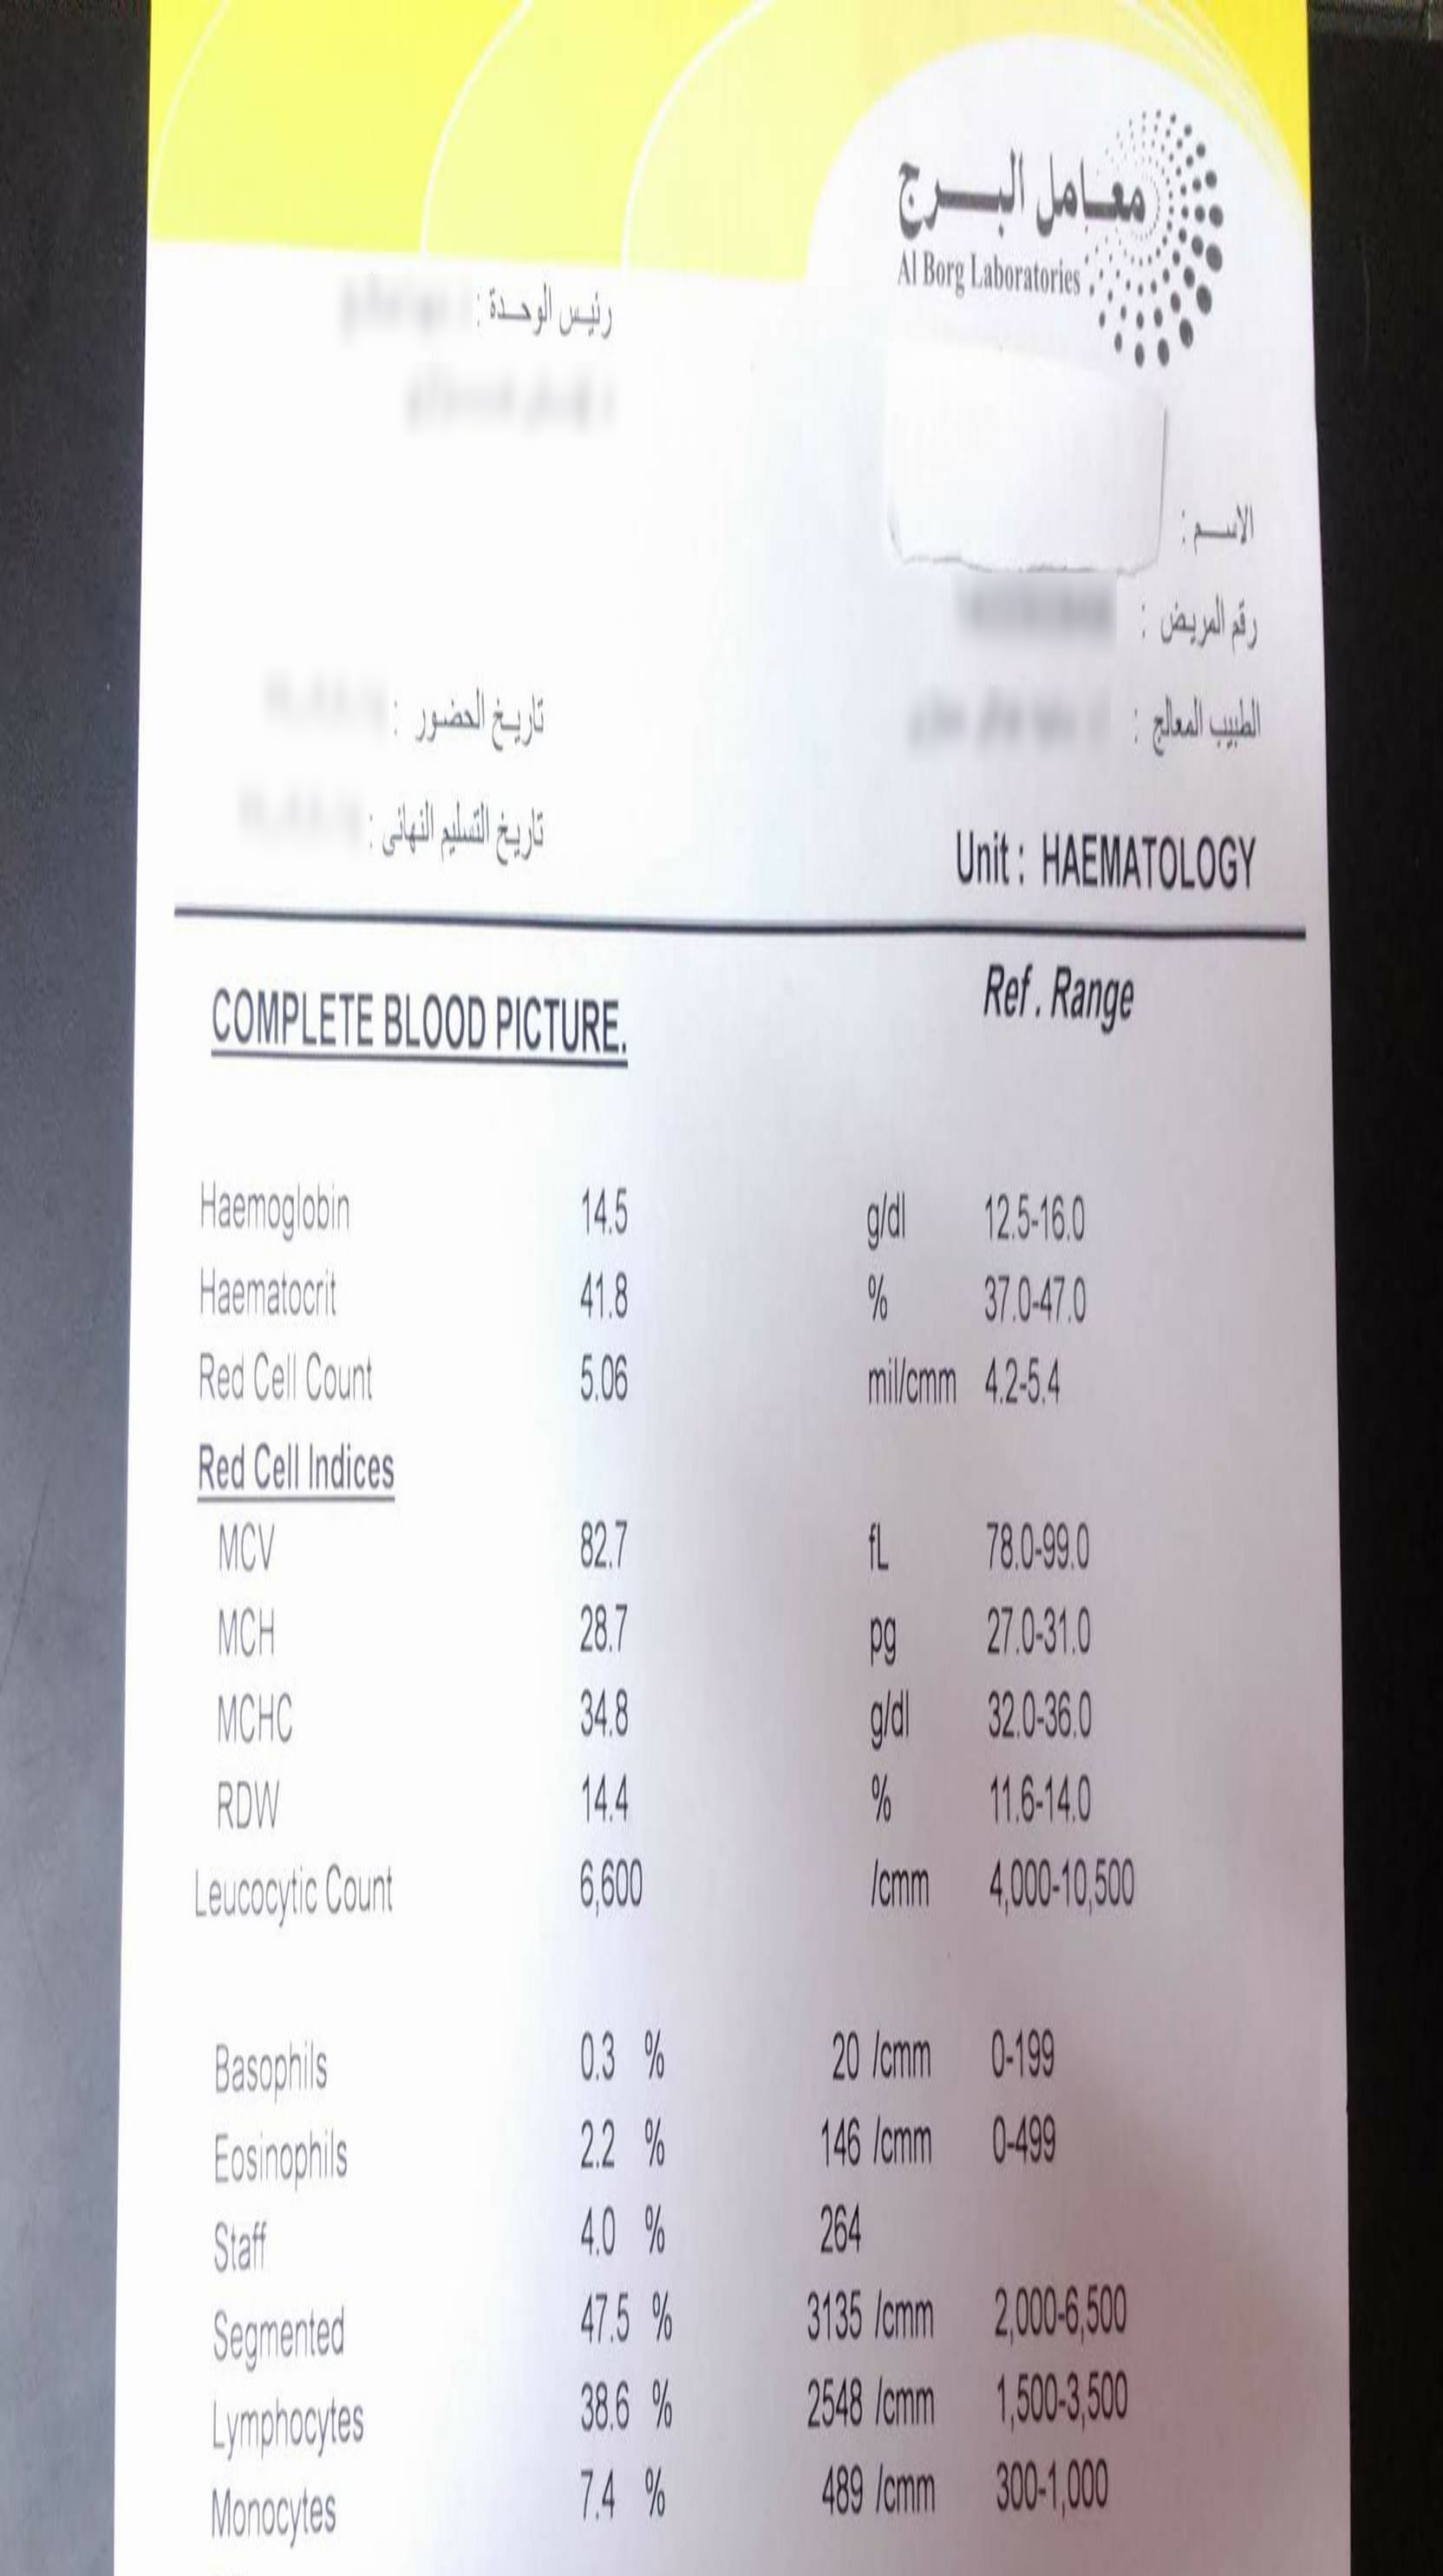 معامل البرج
Al Borg Laboratories
رئيس الوحدة :
الاسم :
رقم المريض :
الطبيب المعالج :
تاريخ الحضور :
تاريخ التسليم النهائى :
Unit : HAEMATOLOGY
Ref . Range
COMPLETE BLOOD PICTURE.
Haemoglobin 14.5 g/dl 12.5-16.0
Haematocrit 41.8 % 37.0-47.0
Red Cell Count 5.06 mil/cmm 4.2-5.4
Red Cell Indices
MCV 82.7 fL 78.0-99.0
MCH 28.7 pg 27.0-31.0
MCHC 34.8 g/dl 32.0-36.0
RDW 14.4 % 11.6-14.0
Leucocytic Count 6,600 /cmm 4,000-10,500
Basophils 0.3 % 20 /cmm 0-199
Eosinophils 2.2 % 146 /cmm 0-499
Staff 4.0 % 264
Segmented 47.5 % 3135 /cmm 2,000-6,500
Lymphocytes 38.6 % 2548 /cmm 1,500-3,500
Monocytes 7.4 % 489 /cmm 300-1,000